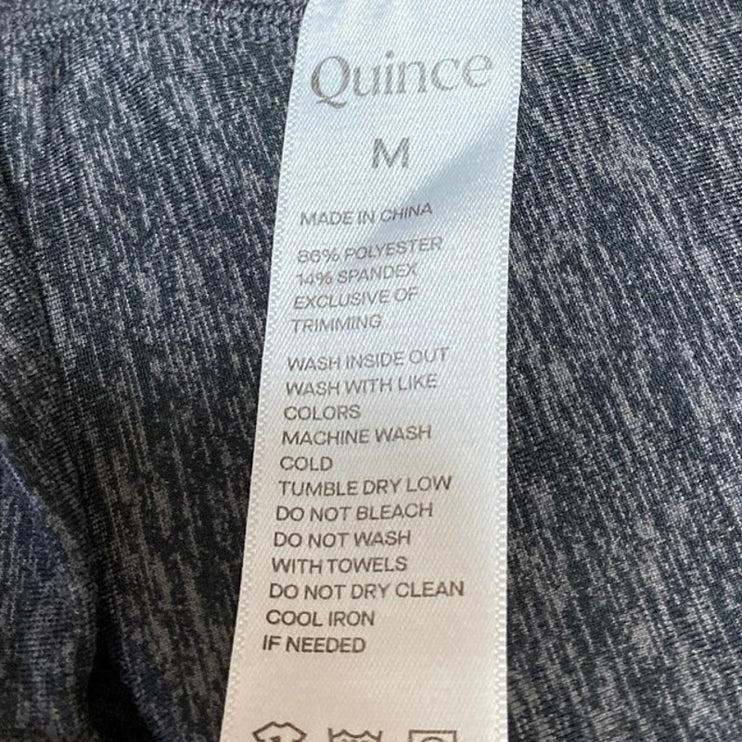 Quince
M
MADE IN CHINA
86% POLYESTER
14% SPANDEX
EXCLUSIVE OF
TRIMMING
WASH INSIDE OUT
WASH WITH LIKE
COLORS
MACHINE WASH
COLD
TUMBLE DRY LOW
DO NOT BLEACH
DO NOT WASH
WITH TOWELS
DO NOT DRY CLEAN
COOL IRON
IF NEEDED